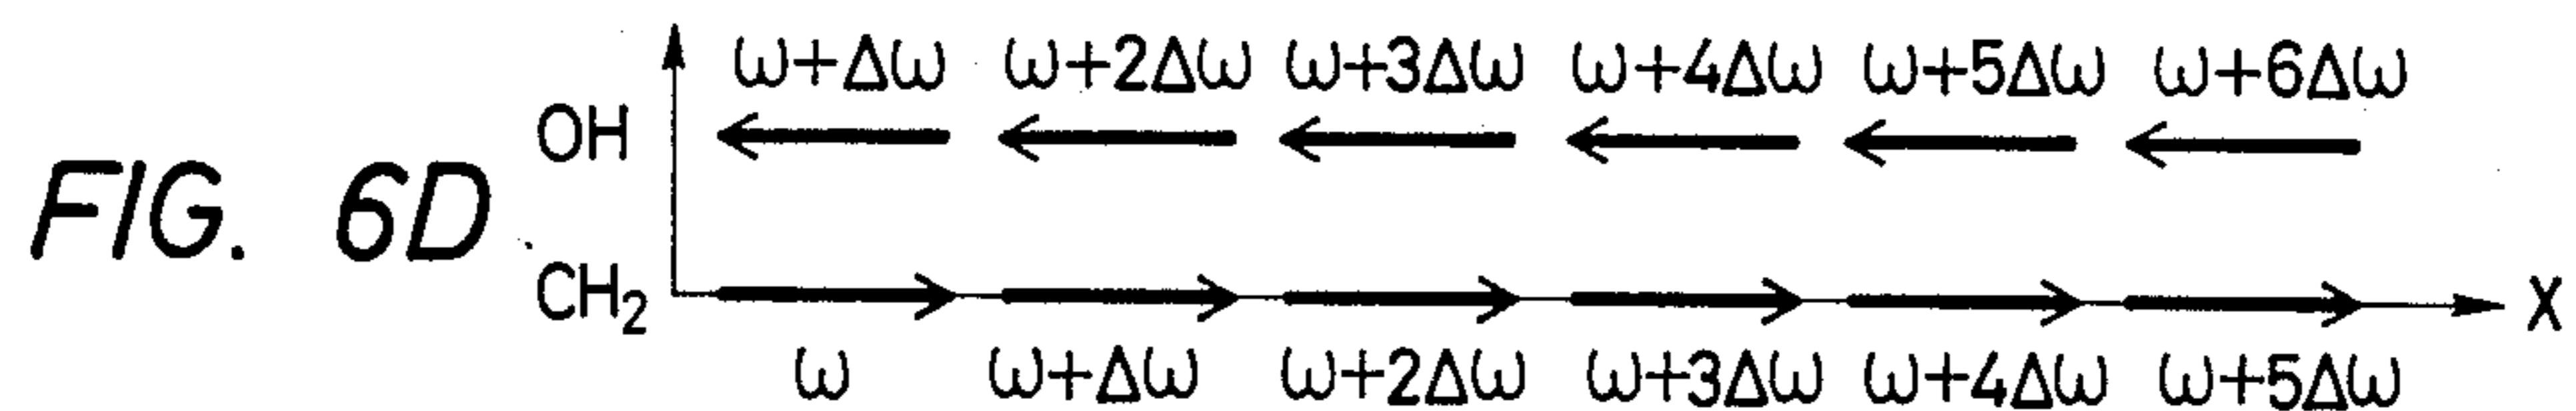 ω+Δω ω+2Δω ω+3Δω ω+4Δω ω+5Δω ω+6Δω
OH
FIG. 6D
CH₂
X
ω ω+Δω ω+2Δω ω+3Δω ω+4Δω ω+5Δω